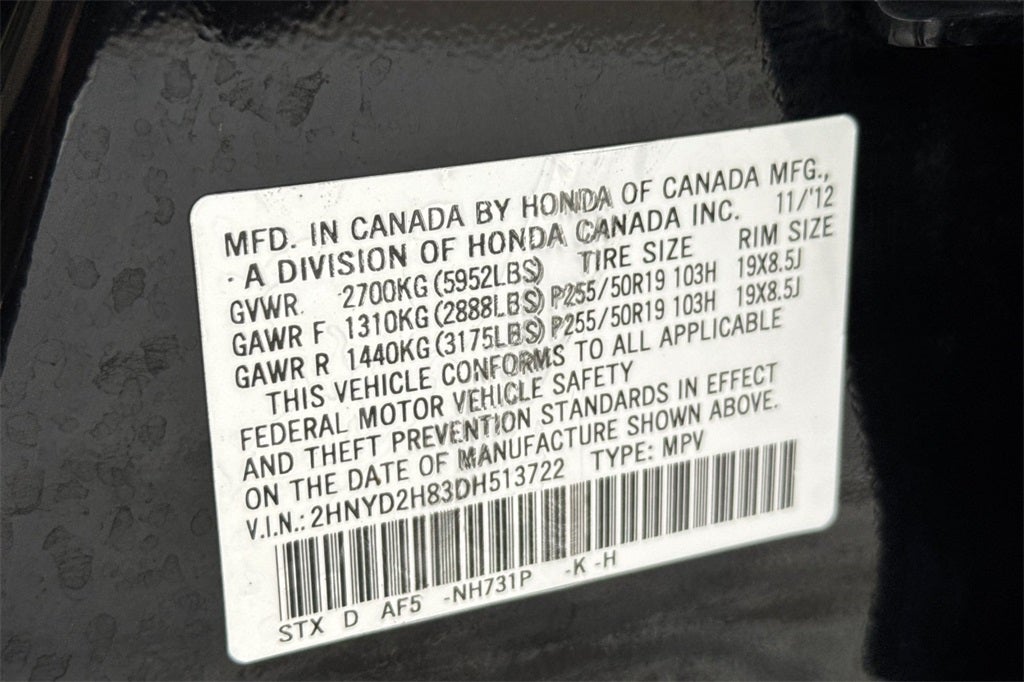 MFD. IN CANADA BY HONDA OF CANADA MFG.,
A DIVISION OF HONDA CANADA INC. 11/'12
GVWR 2700KG (5952LBS) TIRE SIZE RIM SIZE
GAWR F 1310KG (2888LBS) P255/50R19 103H 19X8.5J
GAWR R 1440KG (3175LBS) P255/50R19 103H 19X8.5J
THIS VEHICLE CONFORMS TO ALL APPLICABLE
FEDERAL MOTOR VEHICLE SAFETY
AND THEFT PREVENTION STANDARDS IN EFFECT
ON THE DATE OF MANUFACTURE SHOWN ABOVE.
V.I.N.: 2HNYD2H83DH513722 TYPE: MPV
STX D AF5 -NH731P -K -H